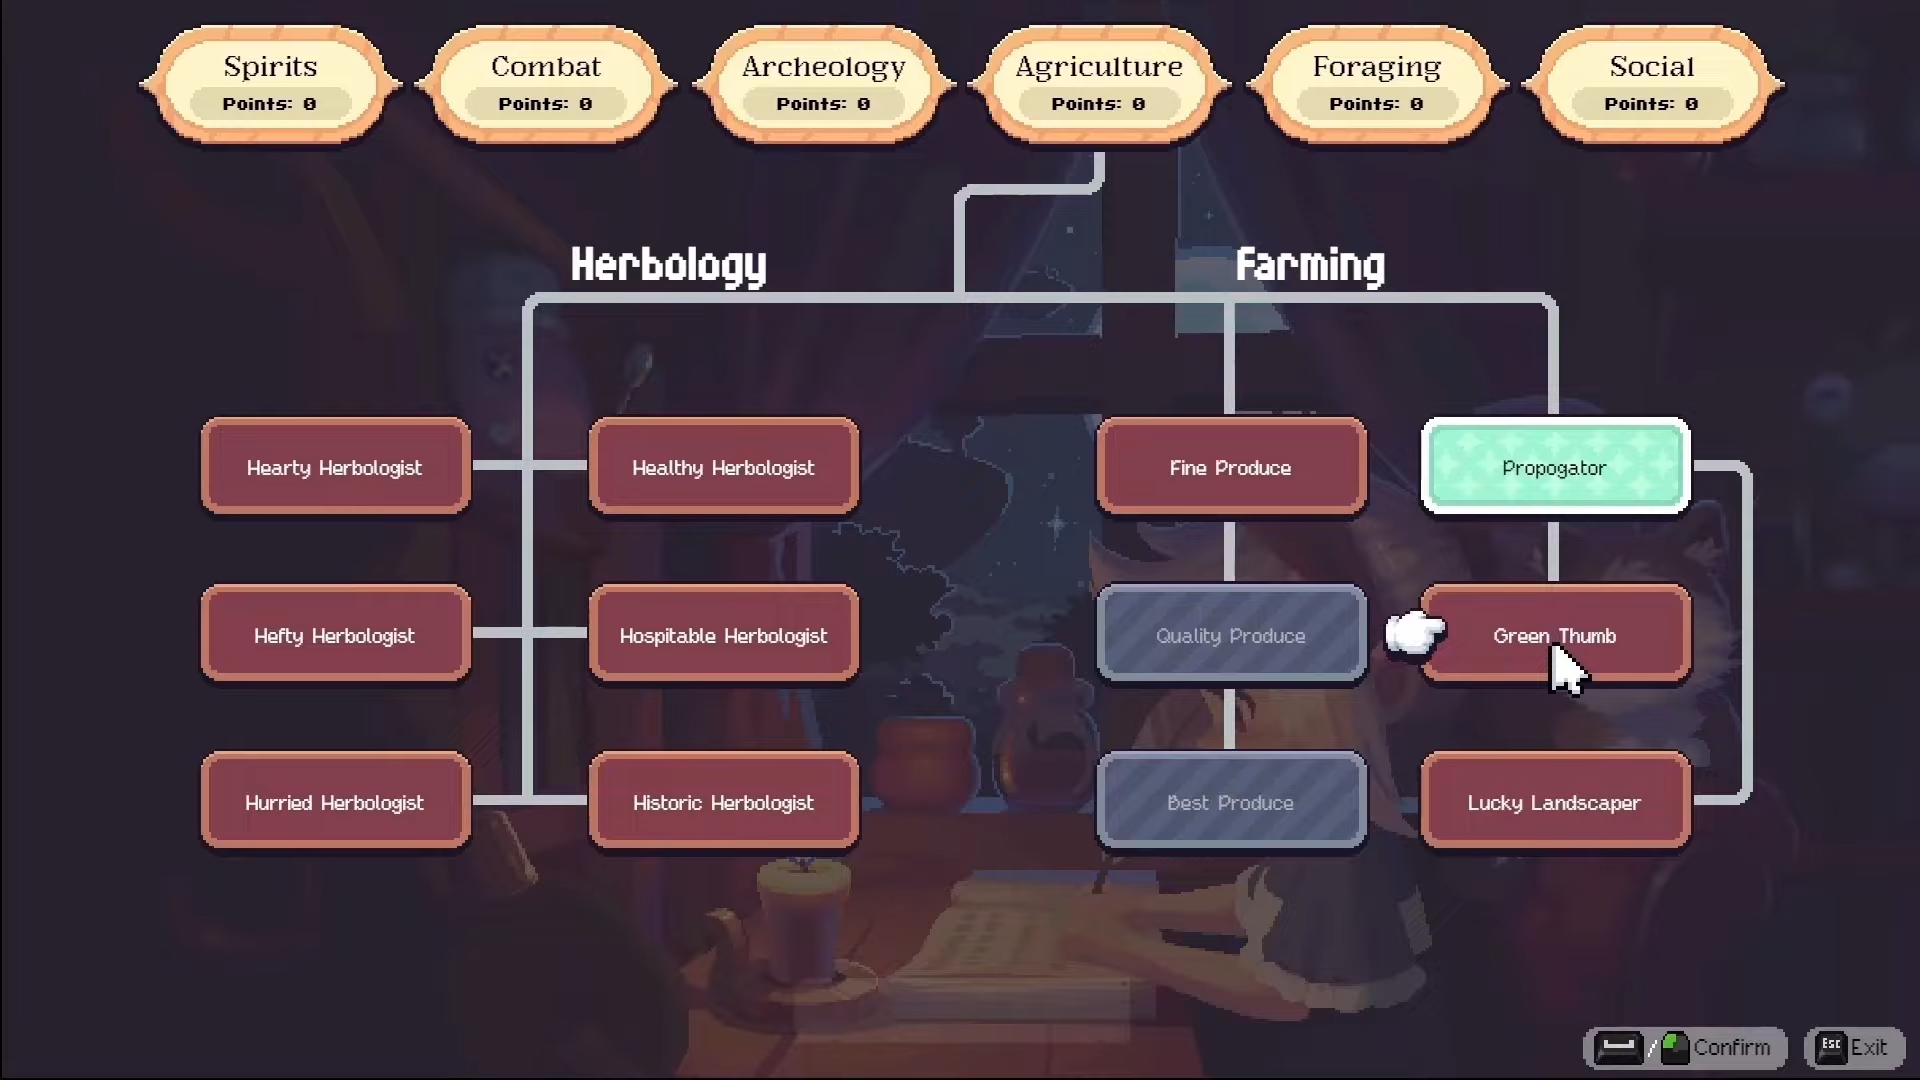 Spirits
Points: 0
Combat
Points: 0
Archeology
Points: 0
Agriculture
Points: 0
Foraging
Points: 0
Social
Points: 0
Herbology
Farming
Hearty Herbologist
Healthy Herbologist
Fine Produce
Propogator
Hefty Herbologist
Hospitable Herbologist
Quality Produce
Green Thumb
Hurried Herbologist
Historic Herbologist
Best Produce
Lucky Landscaper
/ Confirm
Esc Exit